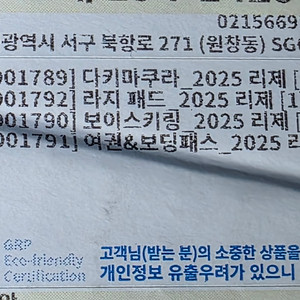 0215669
광역시 서구 북항로 271 (원창동) SG
001789] 다키마쿠라_2025 리제 [
001792] 라지 패드_2025 리제 [1
001790] 보이스키링_2025 리제 [
001791] 여권&보딩패스_2025 리
GRP
Eco-friendly
Certification
고객님(받는 분)의 소중한 상품을
개인정보 유출우려가 있으니